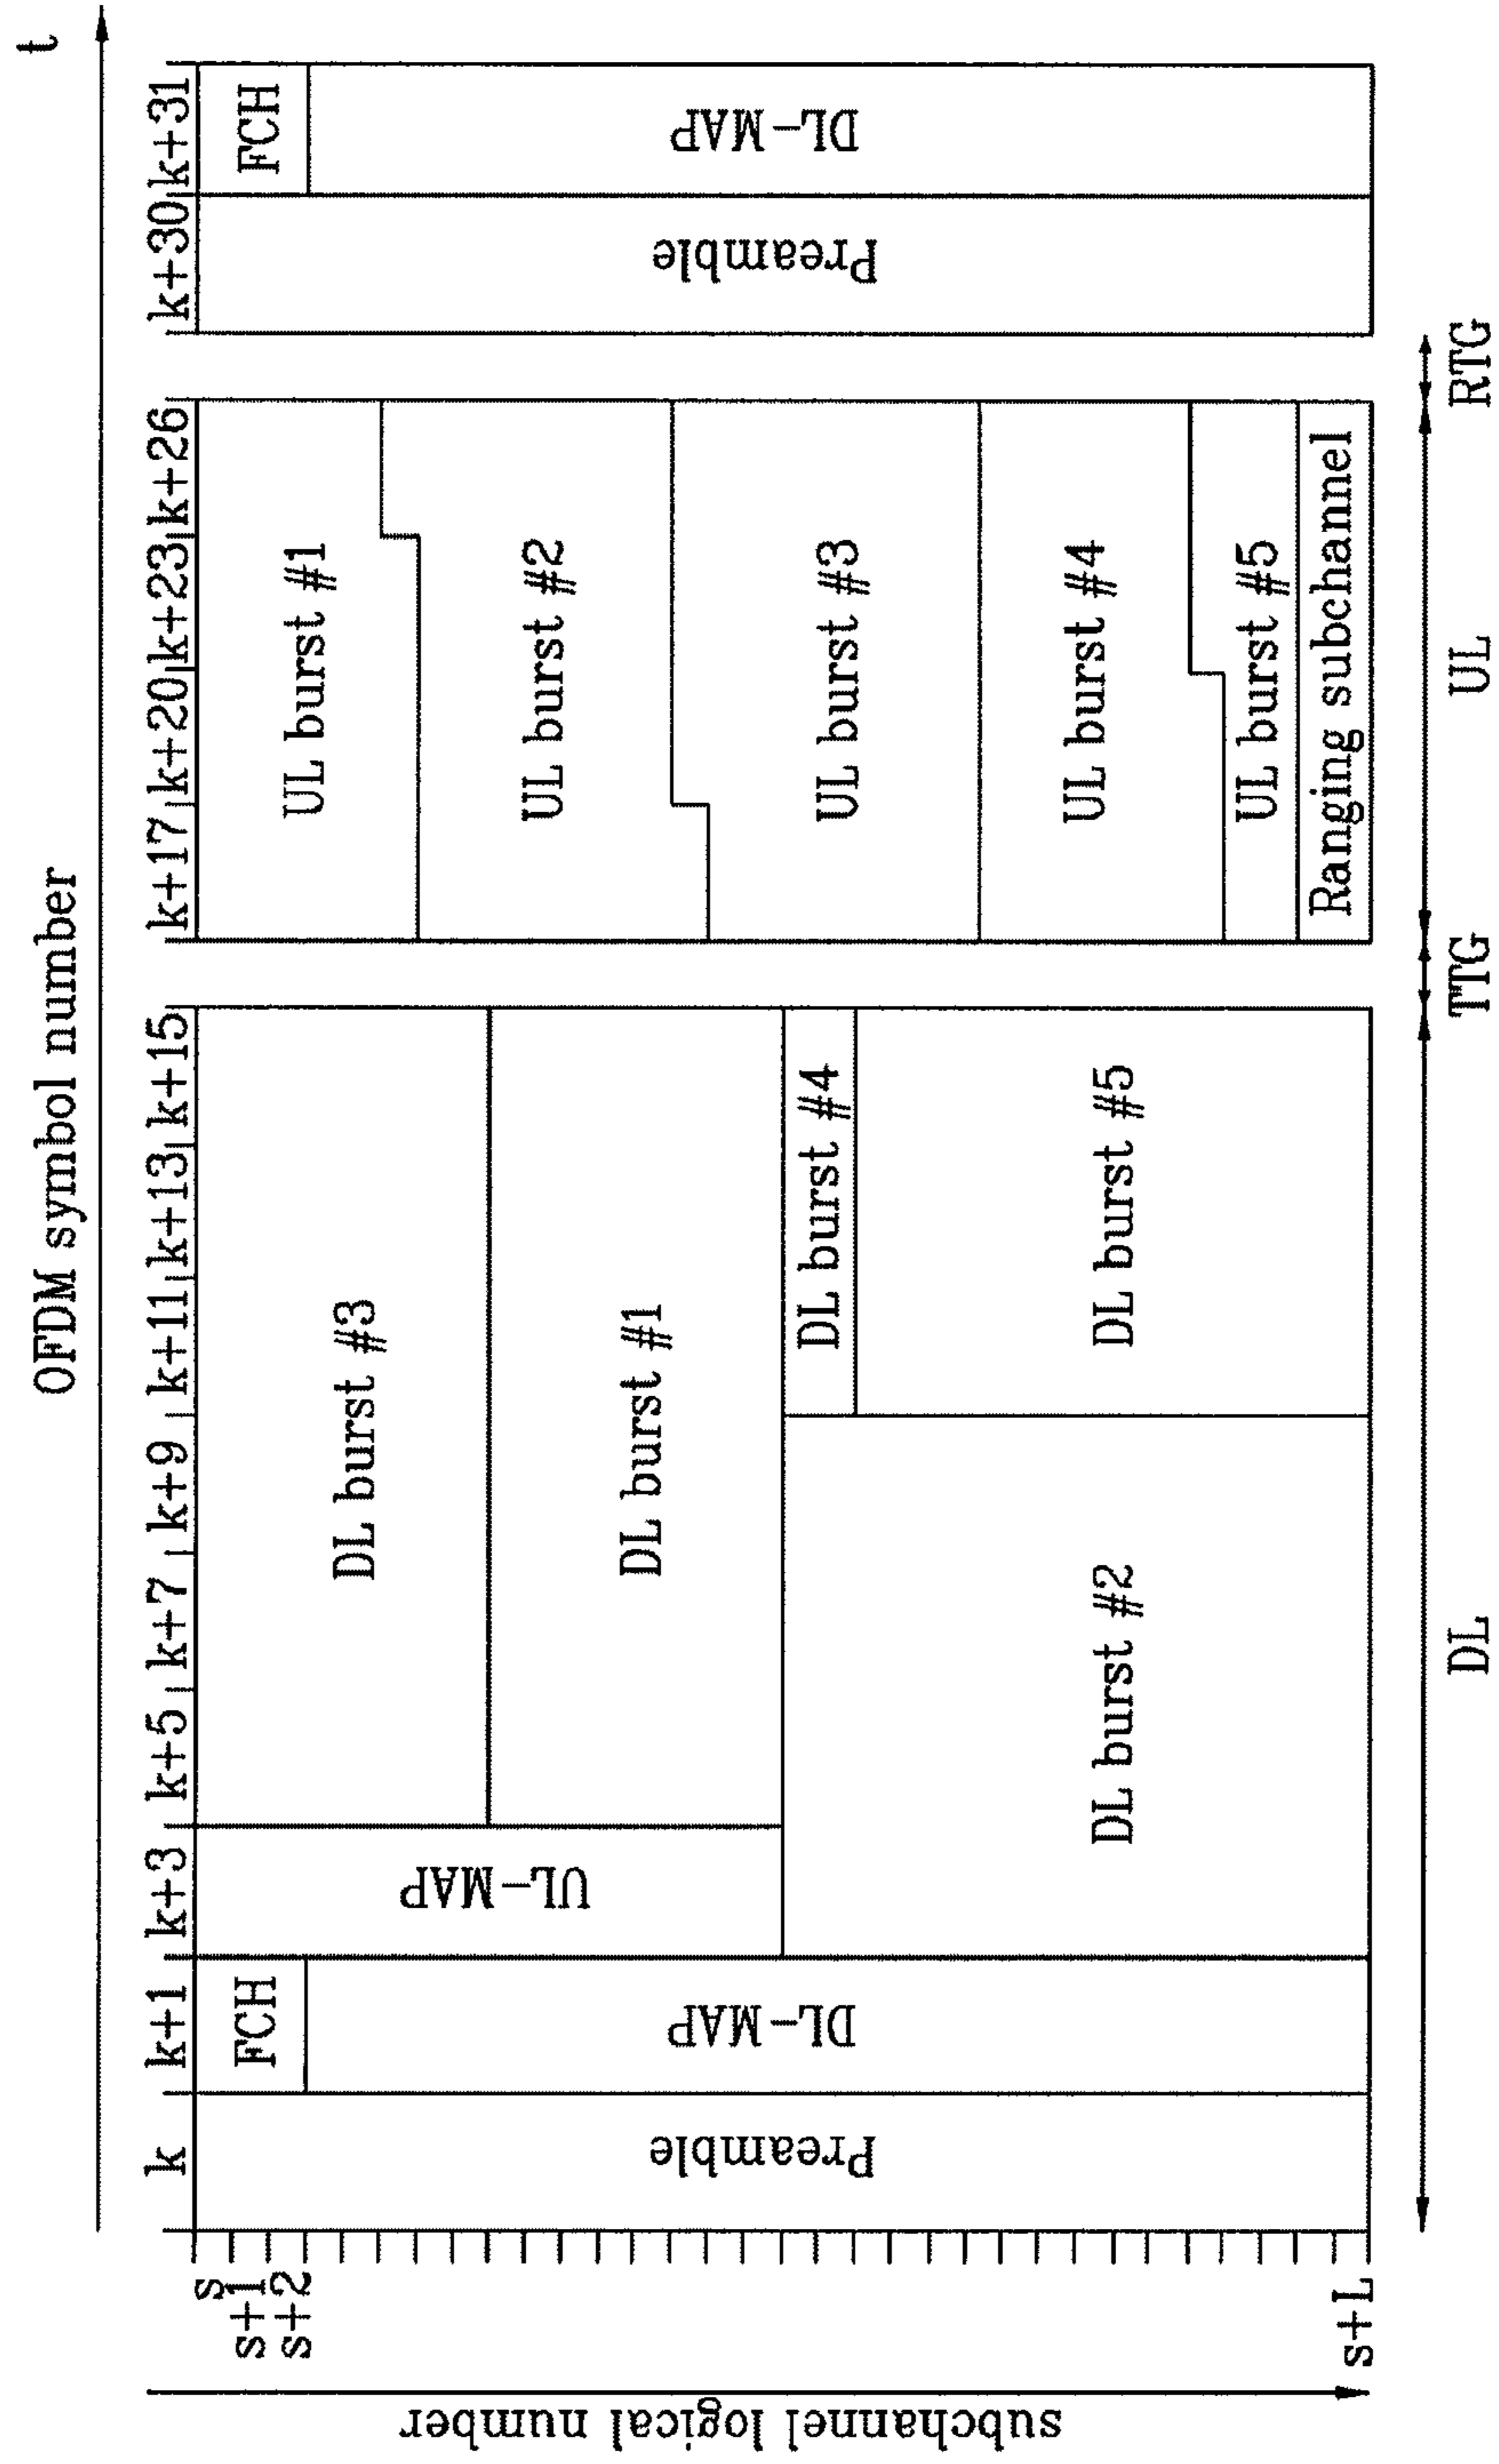 OFDM symbol number
t
k
k+1
k+3
k+5
k+7
k+9
k+11
k+13
k+15
k+17
k+20
k+23
k+26
k+30
k+31
s
s+1
s+2
s+L
subchannel logical number
Preamble
FCH
DL-MAP
UL-MAP
DL burst #3
DL burst #1
DL burst #2
DL burst #4
DL burst #5
UL burst #1
UL burst #2
UL burst #3
UL burst #4
UL burst #5
Ranging subchannel
Preamble
FCH
DL-MAP
DL
TTG
UL
RTG